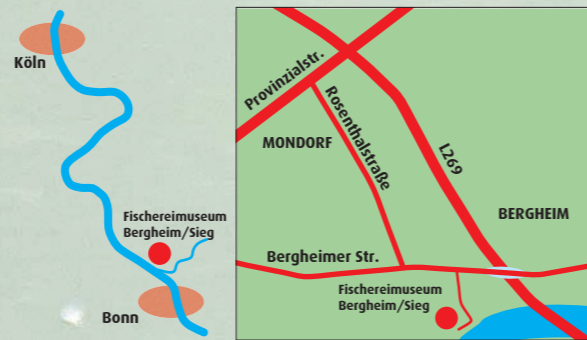 Köln
Fischereimuseum
Bergheim/Sieg
Bonn
Provinzialstr.
Rosenthalstraße
MONDORF
L269
BERGHEIM
Bergheimer Str.
Fischereimuseum
Bergheim/Sieg